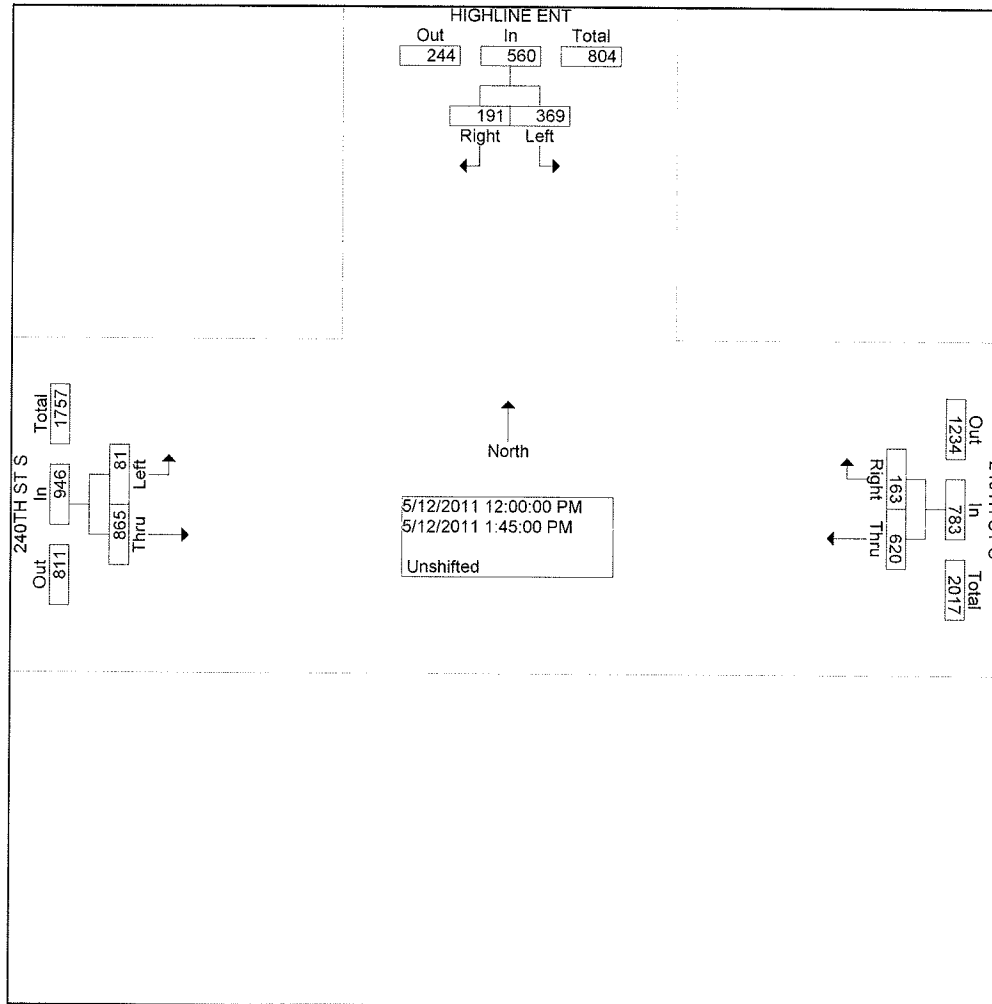 HIGHLINE ENT
Out In Total
244 560 804
191 369
Right Left
240TH ST S
Total In Out
1757 946 811
81 865
Left Thru
North
5/12/2011 12:00:00 PM
5/12/2011 1:45:00 PM
Unshifted
Out In Total
1234 783 2017
163 620
Right Thru